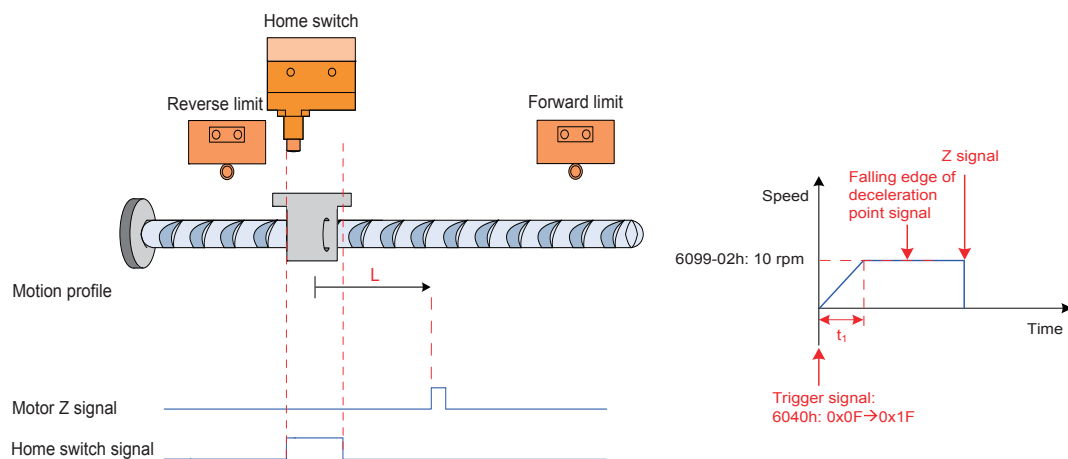 Home switch
Reverse limit
Forward limit
Motion profile
L
Motor Z signal
Home switch signal
Z signal
Falling edge of
deceleration
point signal
Speed
6099-02h: 10 rpm
Time
t₁
Trigger signal:
6040h: 0x0F→0x1F